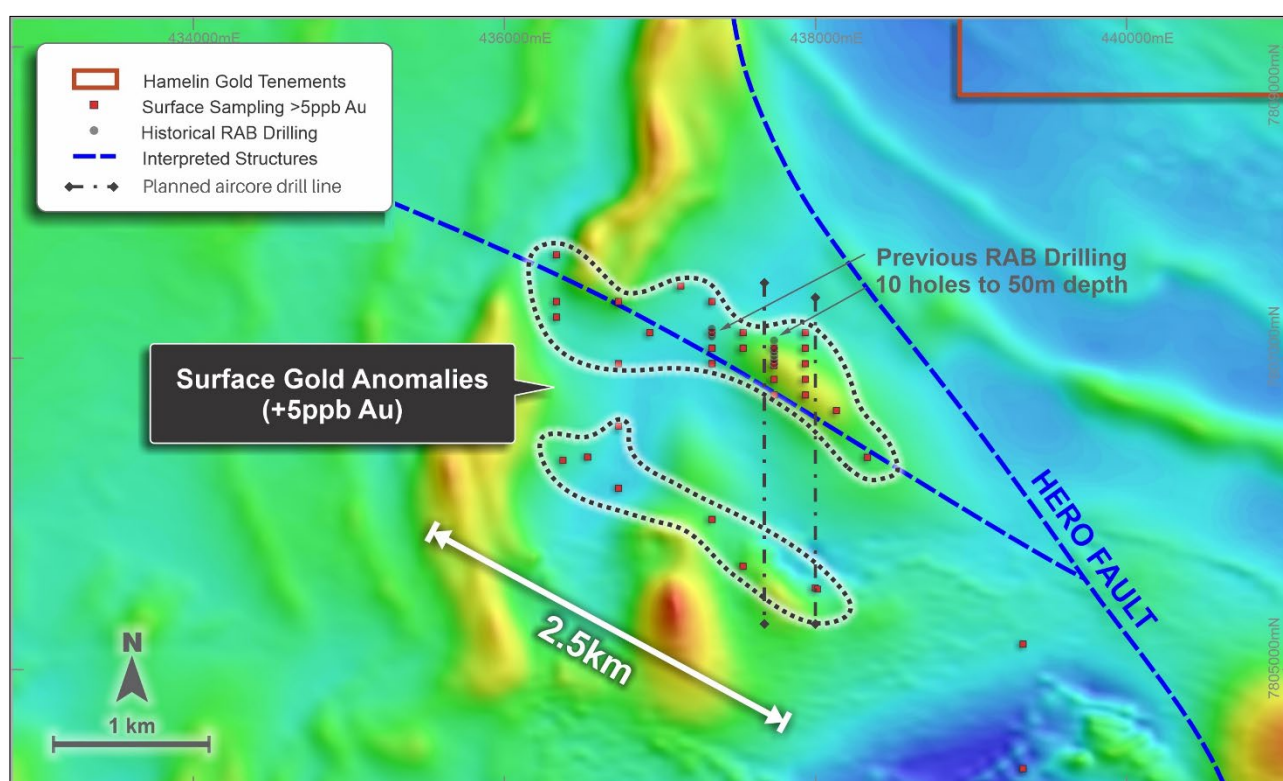 434000mE
436000mE
438000mE
440000mE
Hamelin Gold Tenements
Surface Sampling >5ppb Au
Historical RAB Drilling
Interpreted Structures
Planned aircore drill line
7809000mN
Previous RAB Drilling
10 holes to 50m depth
Surface Gold Anomalies
(+5ppb Au)
HERO FAULT
2.5km
7805000mN
N
1 km